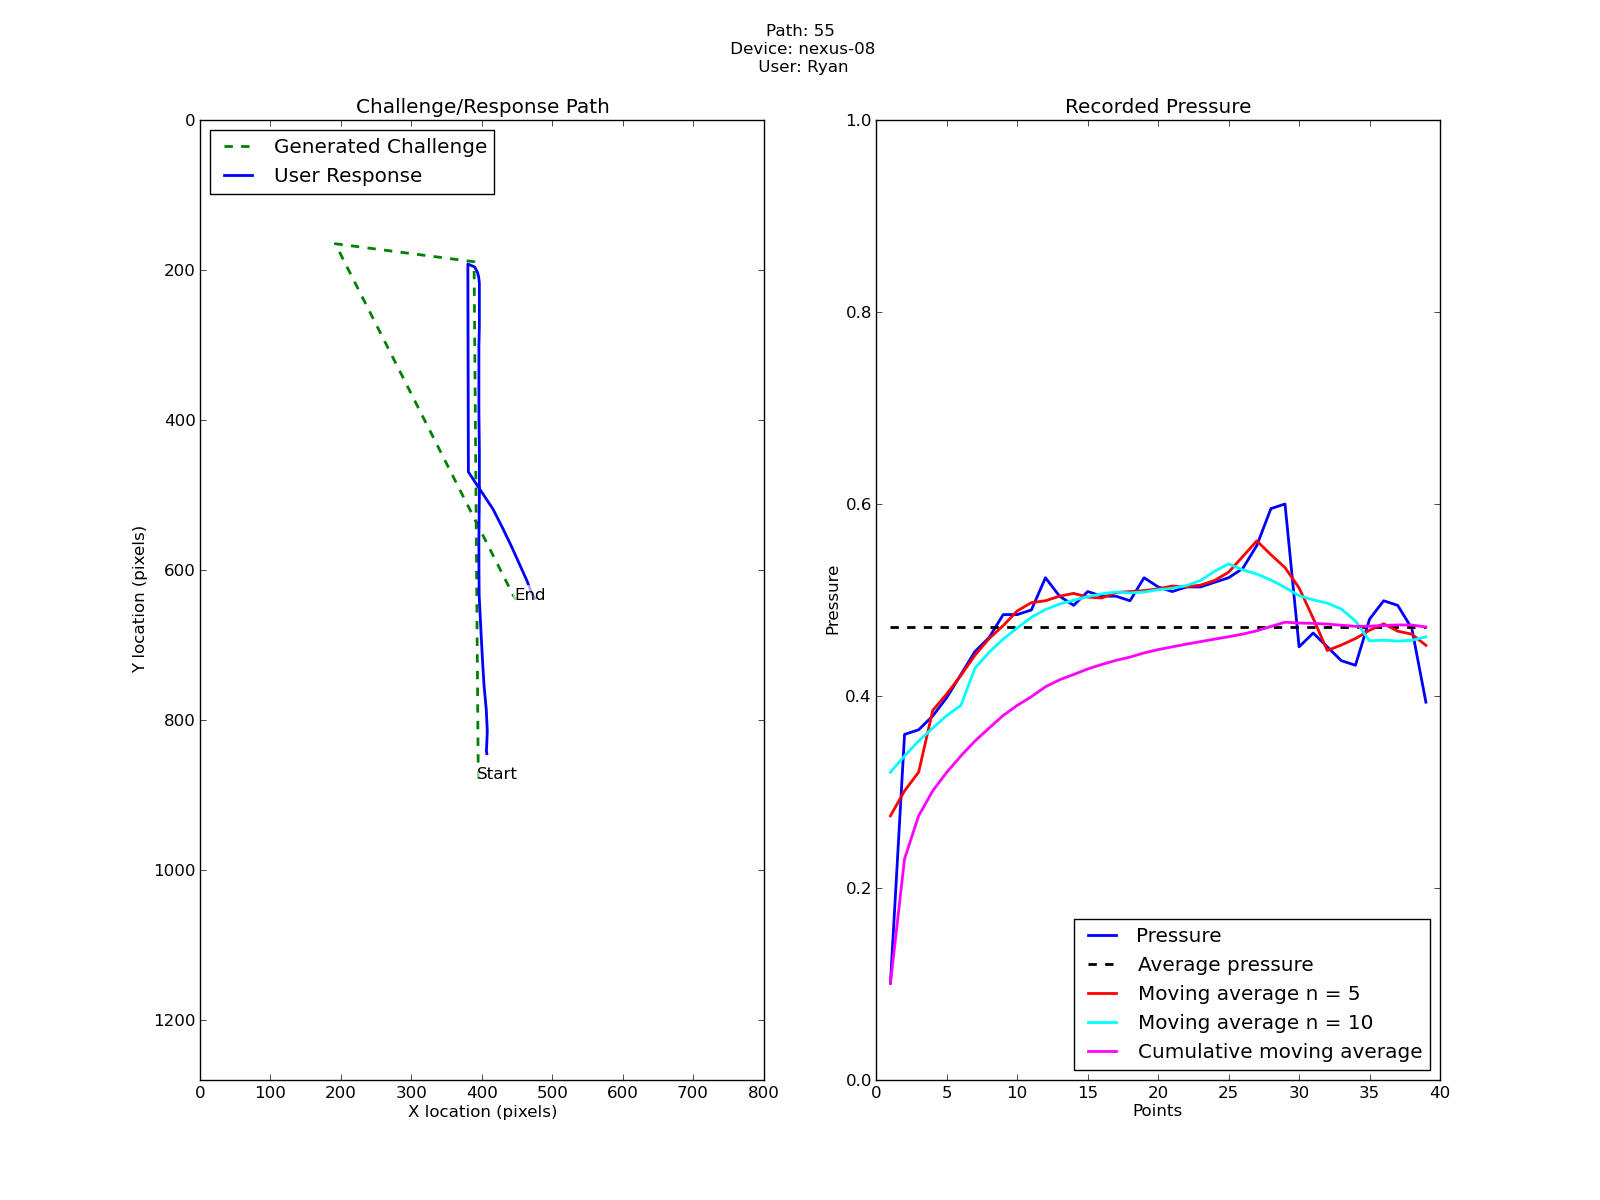 Path: 55
Device: nexus-08
User: Ryan
Challenge/Response Path
0
200
400
600
800
1000
1200
Y location (pixels)
Generated Challenge
User Response
End
Start
0 100 200 300 400 500 600 700 800
X location (pixels)
Recorded Pressure
1.0
0.8
0.6
0.4
0.2
0.0
Pressure
Pressure
Average pressure
Moving average n = 5
Moving average n = 10
Cumulative moving average
0 5 10 15 20 25 30 35 40
Points